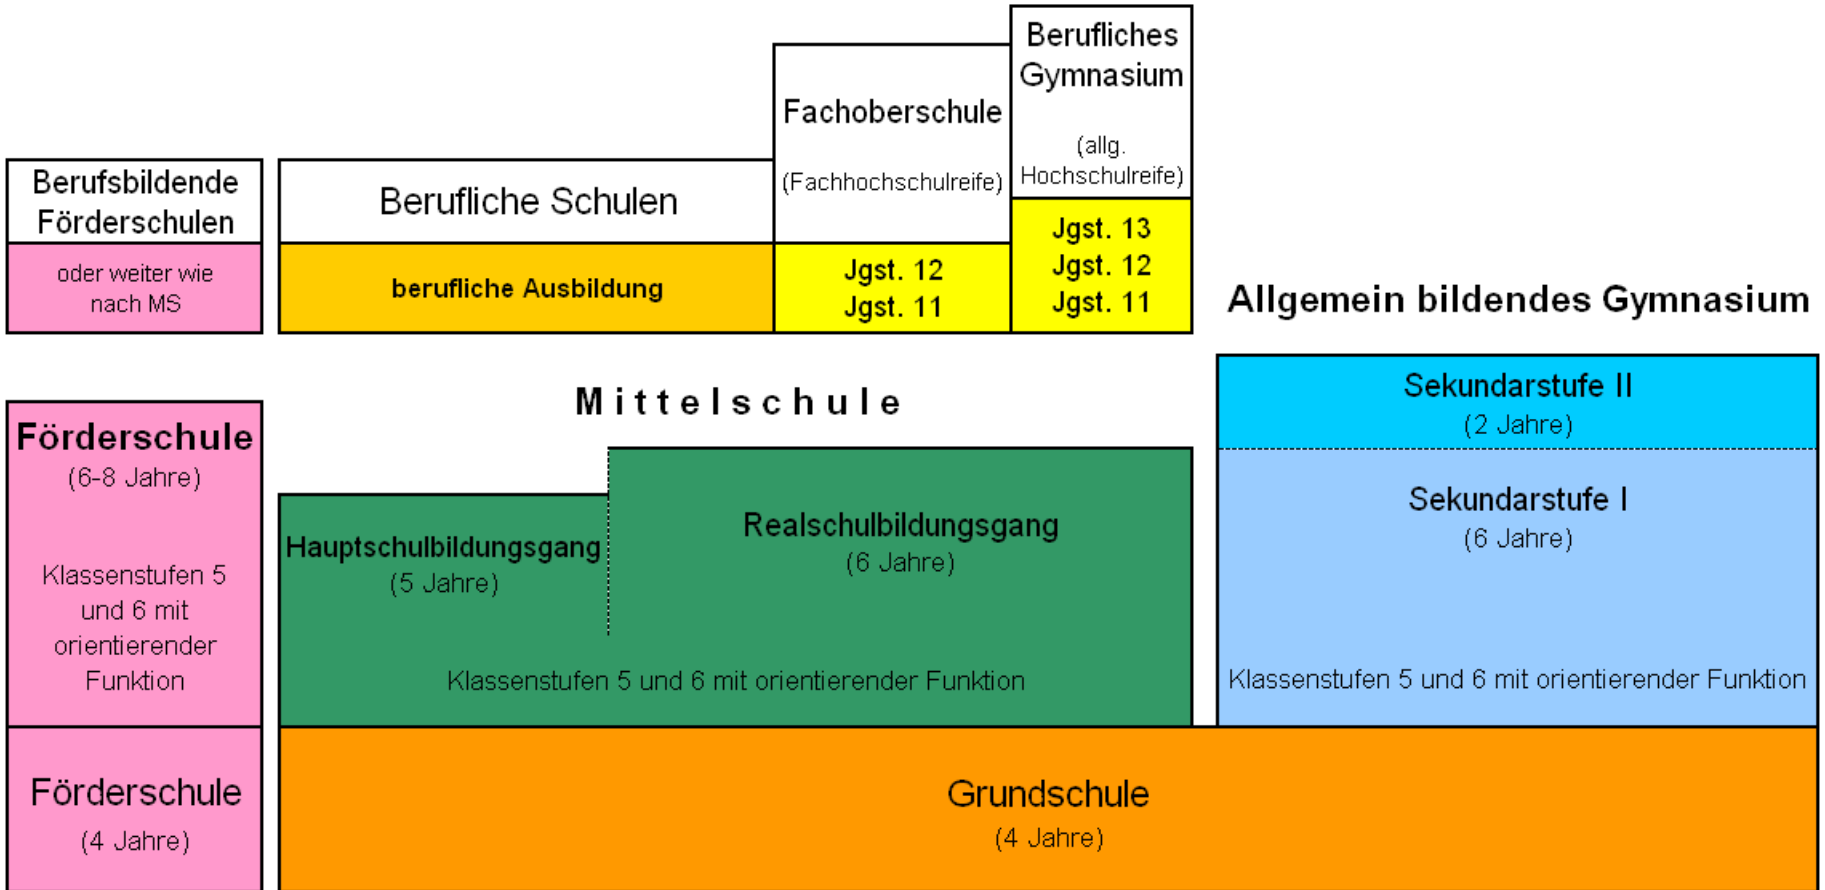 Berufliches
Gymnasium
(allg.
Hochschulreife)
Jgst. 13
Jgst. 12
Jgst. 11
Fachoberschule
(Fachhochschulreife)
Jgst. 12
Jgst. 11
Berufsbildende
Förderschulen
oder weiter wie
nach MS
Berufliche Schulen
berufliche Ausbildung
Allgemein bildendes Gymnasium
Sekundarstufe II
(2 Jahre)
Sekundarstufe I
(6 Jahre)
Klassenstufen 5 und 6 mit orientierender Funktion
Mittelschule
Hauptschulbildungsgang
(5 Jahre)
Realschulbildungsgang
(6 Jahre)
Klassenstufen 5 und 6 mit orientierender Funktion
Förderschule
(6-8 Jahre)
Klassenstufen 5
und 6 mit
orientierender
Funktion
Förderschule
(4 Jahre)
Grundschule
(4 Jahre)